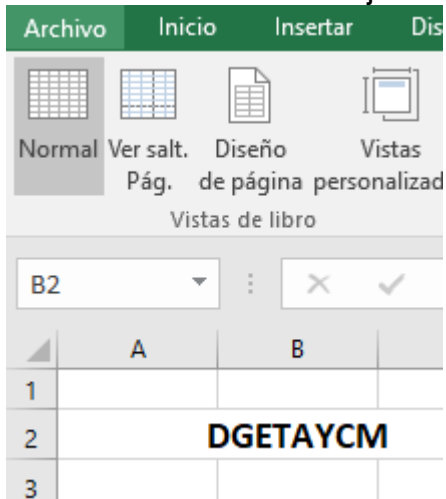 Archivo Inicio Insertar Dis
Normal Ver salt. Diseño Vistas
Pág. de página personalizad
Vistas de libro
B2
A B
1
2 DGETAYCM
3